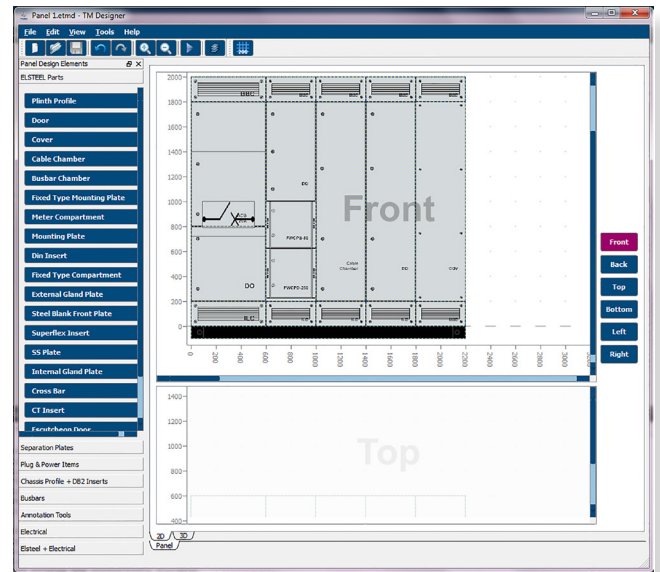 Panel 1.etmd - TM Designer
File Edit View Tools Help
Panel Design Elements
ELSTEEL Parts
Plinth Profile
Door
Cover
Cable Chamber
Busbar Chamber
Fixed Type Mounting Plate
Meter Compartment
Mounting Plate
Din Insert
Fixed Type Compartment
External Gland Plate
Steel Blank Front Plate
Superflex Insert
SS Plate
Internal Gland Plate
Cross Bar
CT Insert
Escutcheon Door
Separation Plates
Plug & Power Items
Chassis Profile + DB2 Inserts
Busbars
Annotation Tools
Electrical
Elsteel + Electrical
2000
1800
1600
1400
1200
1000
800
600
400
200
0
BBC
DO
Front
Cable
Chamber
DO
DO
COV
ILC
0 200 400 600 800 1000 1200 1400 1600 1800 2000 2200 2400 2600 2800 3000
Front
Back
Top
Bottom
Left
Right
1400
1200
1000
800
600
400
Top
2D 3D
Panel